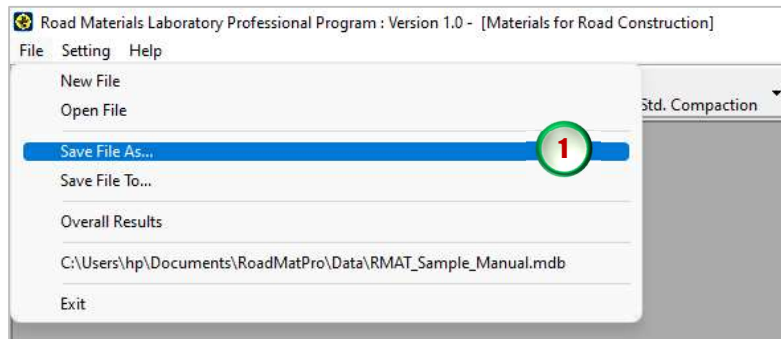 Road Materials Laboratory Professional Program : Version 1.0 - [Materials for Road Construction]
File Setting Help
New File
Open File
Std. Compaction
Save File As...
1
Save File To...
Overall Results
C:\Users\hp\Documents\RoadMatPro\Data\RMAT_Sample_Manual.mdb
Exit